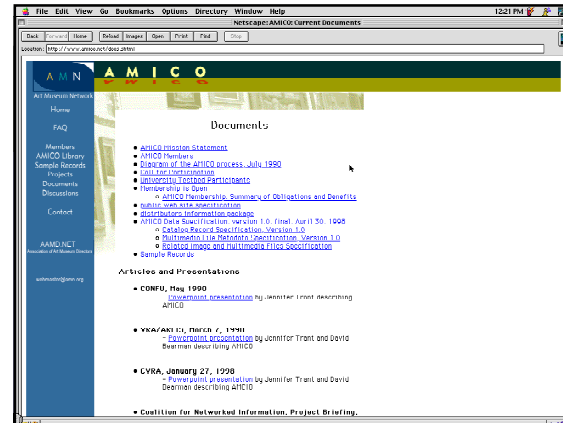 File Edit View Go Bookmarks Options Directory Window Help 12:21 PM
Netscape: AMICO: Current Documents
Back Forward Home Reload Images Open Print Find Stop
Location: http://www.amico.net/docs.shtml
AMN
AMICO
Art Museum Network
Home
FAQ
Members
AMICO Library
Sample Records
Projects
Documents
Discussions
Contact
AAMD.NET
Association of Art Museum Directors
webmaster@amn.org
Documents
AMICO Mission Statement
AMICO Members
Diagram of the AMICO process, July 1990
Call for Participation
University Testbed Participants
Membership is Open
AMICO Membership, Summary of Obligations and Benefits
public web site specification
distributors information package
AMICO Data Specification, version 1.0, final, April 30, 1998
Catalog Record Specification, Version 1.0
Multimedia File Metadata Specification, Version 1.0
Related Image and Multimedia Files Specification
Sample Records
Articles and Presentations
CONFU, May 1990
Powerpoint presentation by Jennifer Trant describing
AMICO
March 7, 1998
- Powerpoint presentation by Jennifer Trant and David
Bearman describing AMICO
CVRA, January 27, 1998
- Powerpoint presentation by Jennifer Trant and David
Bearman describing AMCIO
Coalition for Networked Information, Project Briefing,